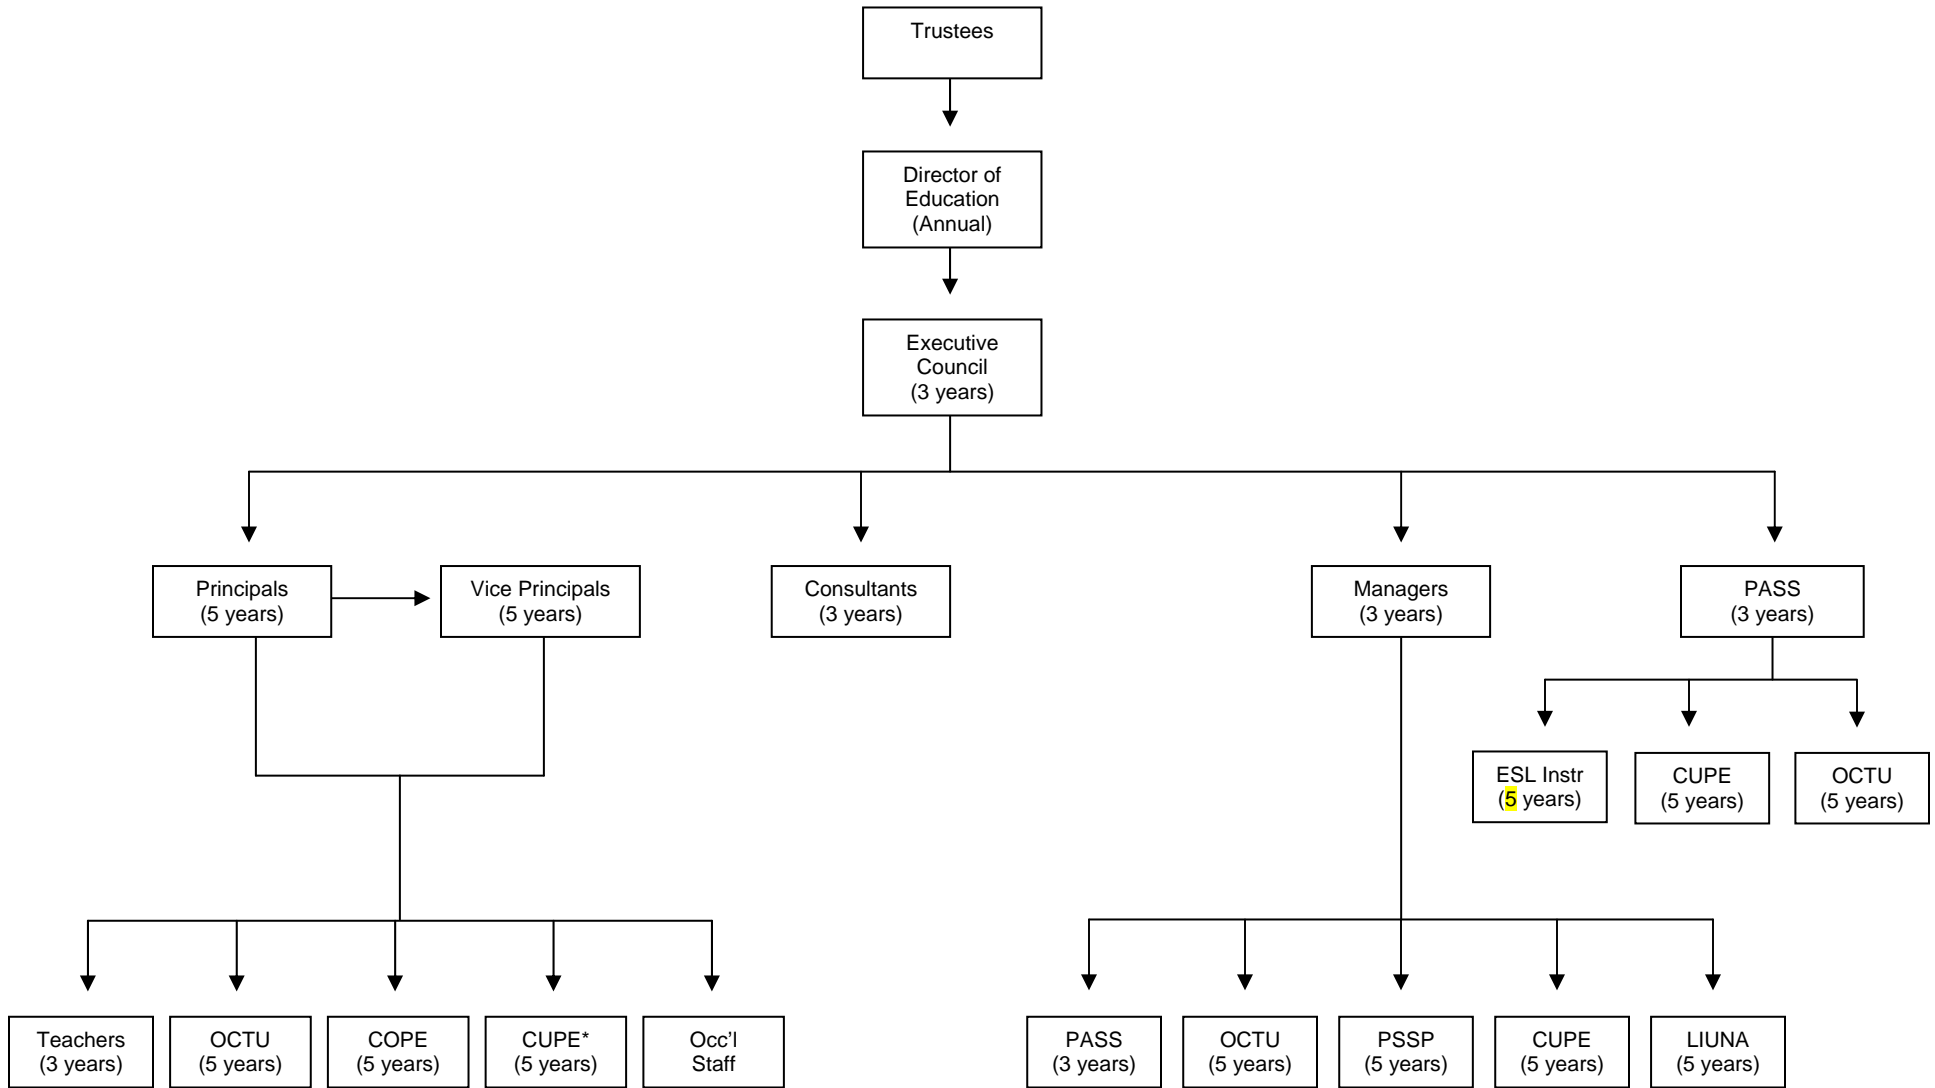 Trustees
Director of
Education
(Annual)
Executive
Council
(3 years)
Principals
(5 years)
Vice Principals
(5 years)
Consultants
(3 years)
Managers
(3 years)
PASS
(3 years)
ESL Instr
(5 years)
CUPE
(5 years)
OCTU
(5 years)
Teachers
(3 years)
OCTU
(5 years)
COPE
(5 years)
CUPE*
(5 years)
Occ’l
Staff
PASS
(3 years)
OCTU
(5 years)
PSSP
(5 years)
CUPE
(5 years)
LIUNA
(5 years)